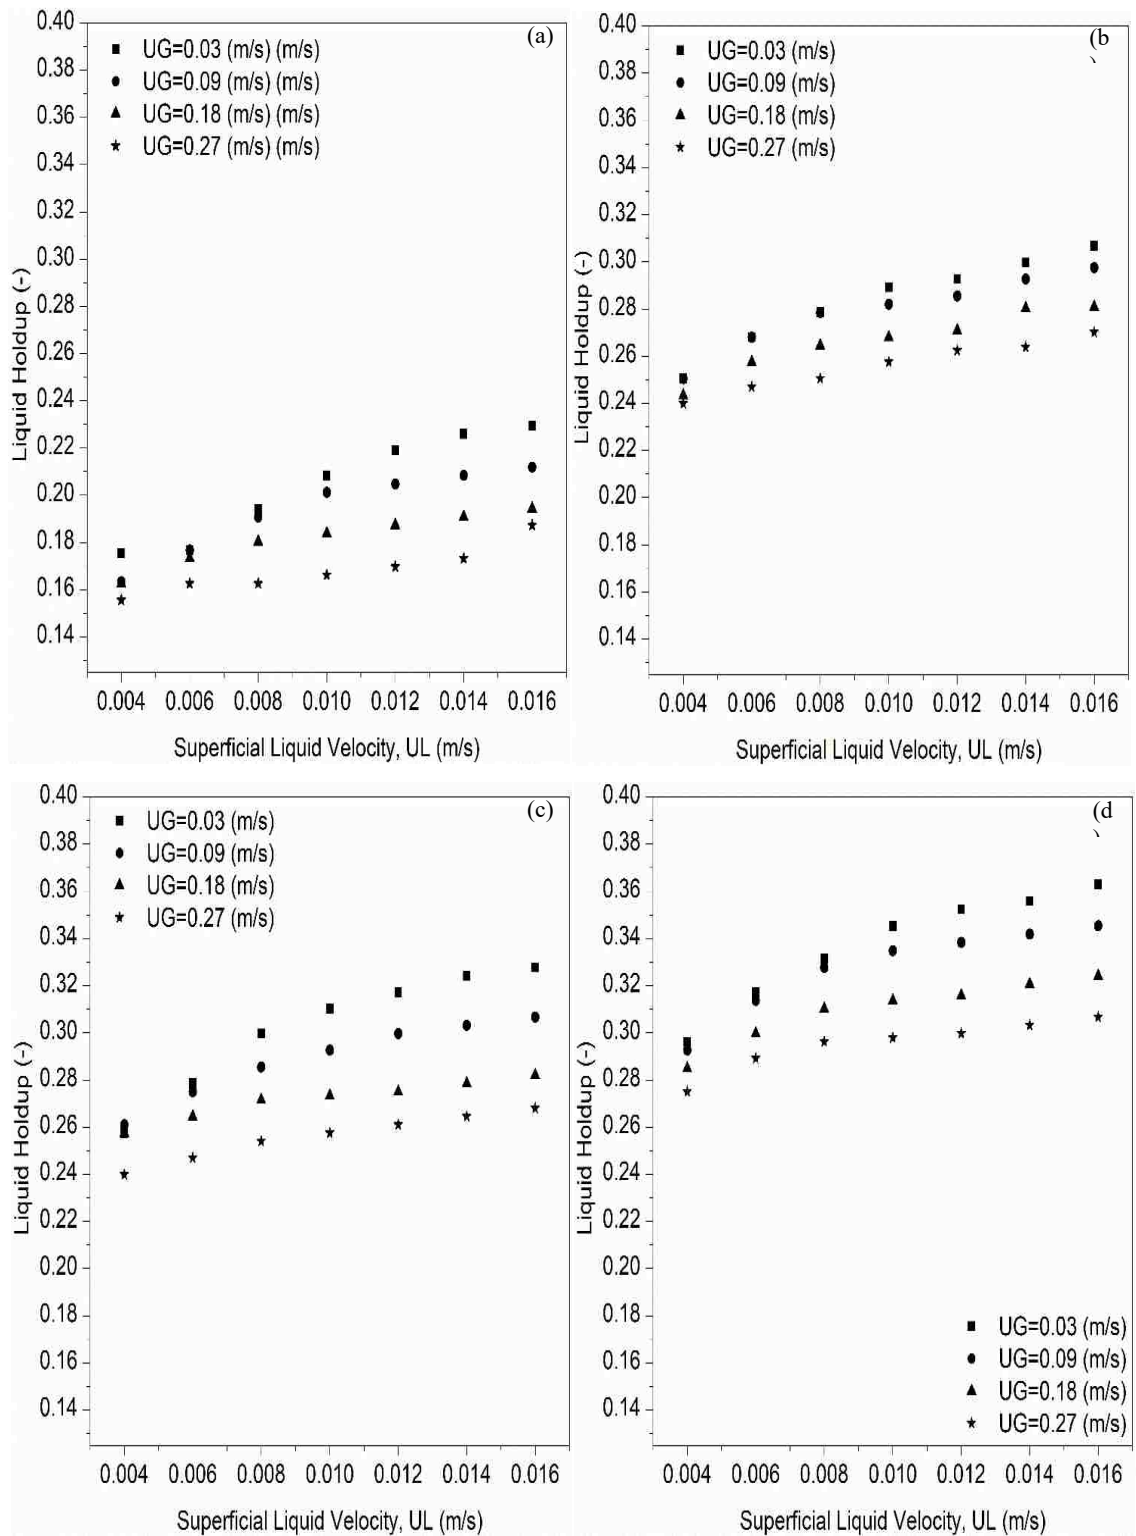 (a)
UG=0.03 (m/s) (m/s)
UG=0.09 (m/s) (m/s)
UG=0.18 (m/s) (m/s)
UG=0.27 (m/s) (m/s)
0.40
0.38
0.36
0.34
0.32
0.30
0.28
0.26
0.24
0.22
0.20
0.18
0.16
0.14
Liquid Holdup (-)
0.004 0.006 0.008 0.010 0.012 0.014 0.016
Superficial Liquid Velocity, UL (m/s)
(b
UG=0.03 (m/s)
UG=0.09 (m/s)
UG=0.18 (m/s)
UG=0.27 (m/s)
0.40
0.38
0.36
0.34
0.32
0.30
0.28
0.26
0.24
0.22
0.20
0.18
0.16
0.14
Liquid Holdup (-)
0.004 0.006 0.008 0.010 0.012 0.014 0.016
Superficial Liquid Velocity, UL (m/s)
(c)
UG=0.03 (m/s)
UG=0.09 (m/s)
UG=0.18 (m/s)
UG=0.27 (m/s)
0.40
0.38
0.36
0.34
0.32
0.30
0.28
0.26
0.24
0.22
0.20
0.18
0.16
0.14
Liquid Holdup (-)
0.004 0.006 0.008 0.010 0.012 0.014 0.016
Superficial Liquid Velocity, UL (m/s)
(d
0.40
0.38
0.36
0.34
0.32
0.30
0.28
0.26
0.24
0.22
0.20
0.18
0.16
0.14
Liquid Holdup (-)
UG=0.03 (m/s)
UG=0.09 (m/s)
UG=0.18 (m/s)
UG=0.27 (m/s)
0.004 0.006 0.008 0.010 0.012 0.014 0.016
Superficial Liquid Velocity, UL (m/s)